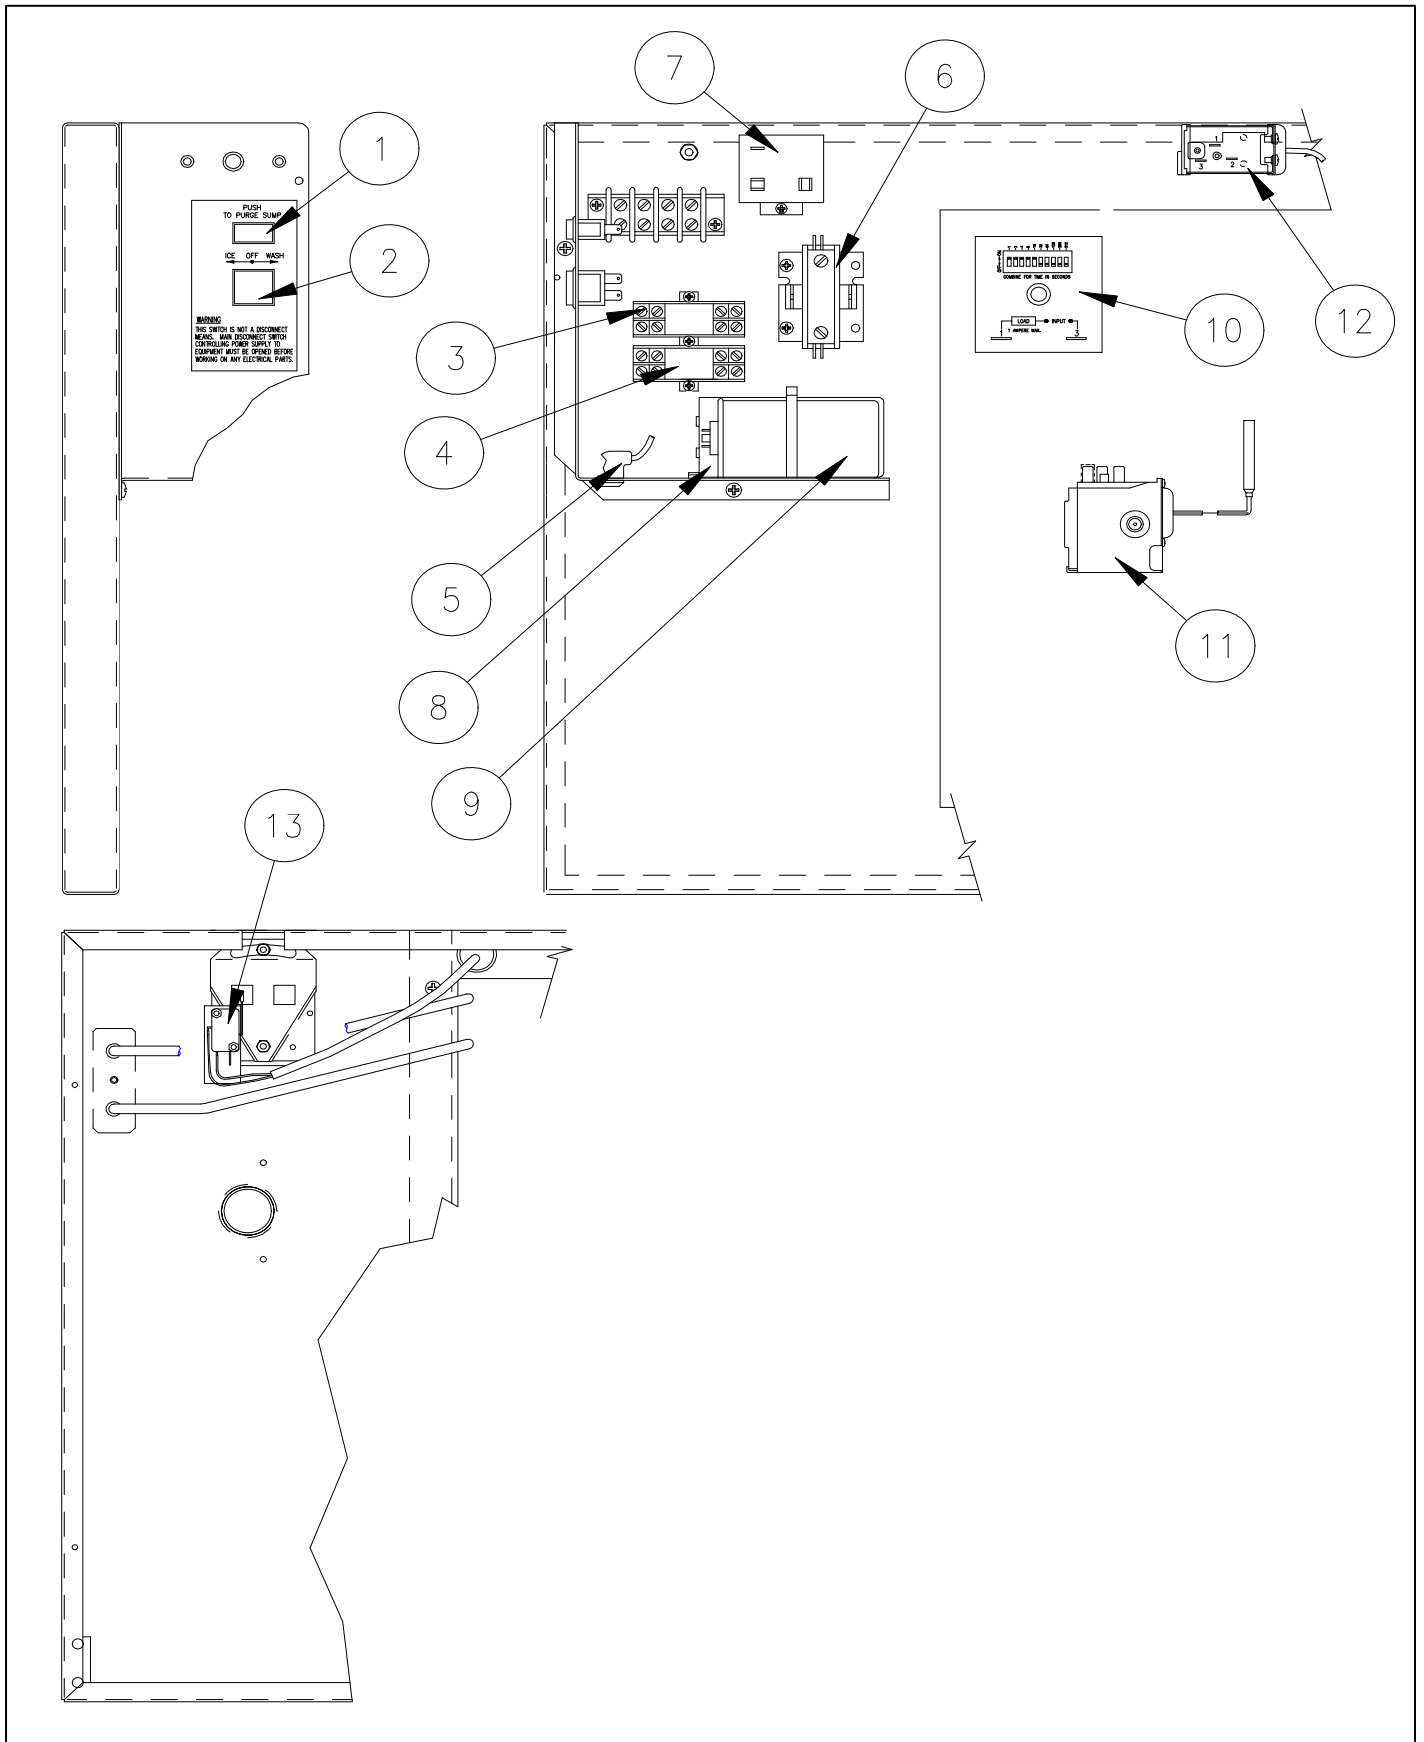 7
6
1
PUSH
TO PURGE SUMP
ICE OFF WASH
2
WARNING
THIS SWITCH IS NOT A DISCONNECT
MEANS. MAIN DISCONNECT SWITCH
CONTROLLING POWER SUPPLY TO
EQUIPMENT MUST BE OPENED BEFORE
WORKING ON ANY ELECTRICAL PARTS.
1
3 2
COMBINE FOR TIME IN SECONDS
LOAD INPUT
1 1 AMPERE MAX. 3
3
10
12
4
5
11
8
9
13